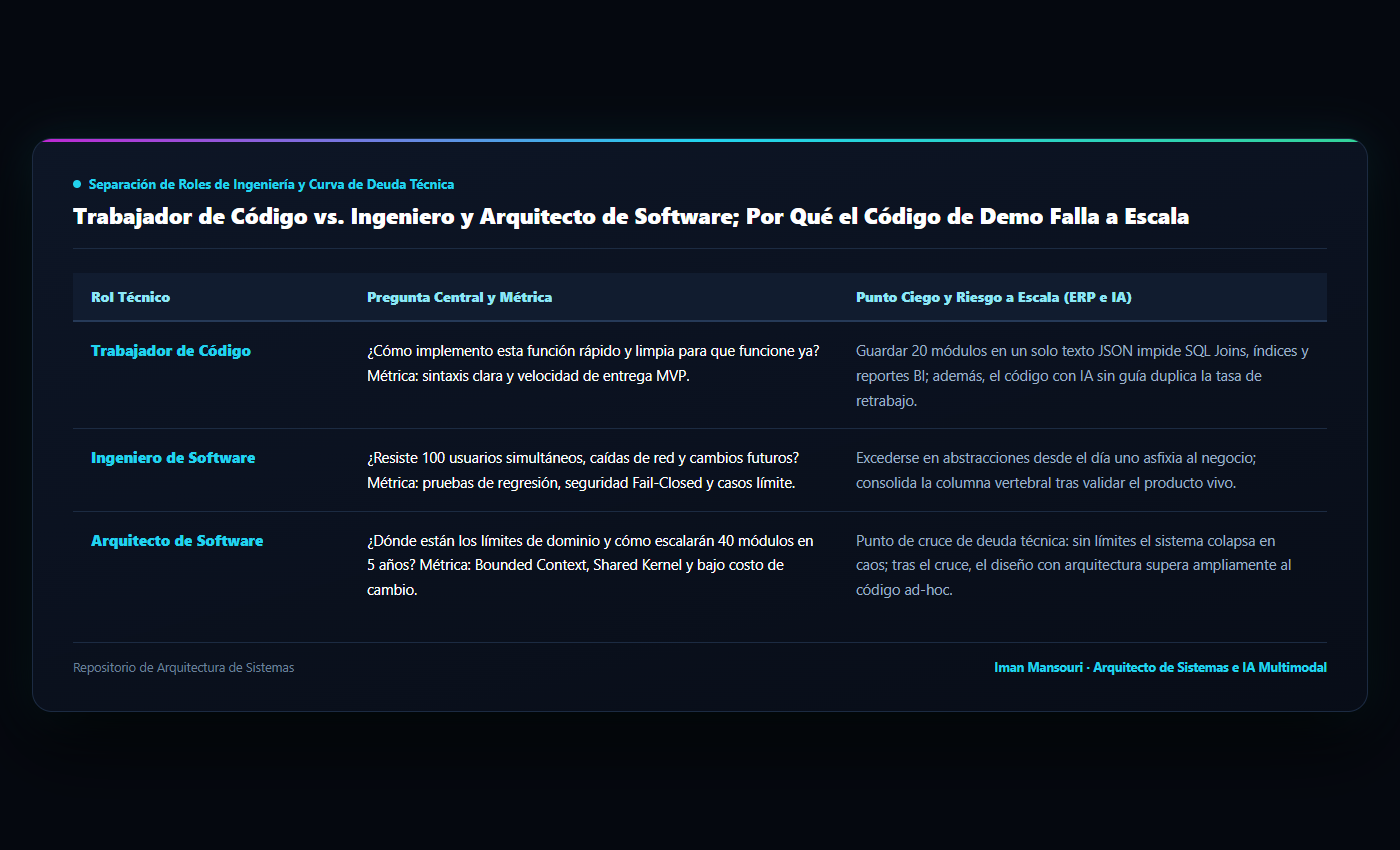 Separación de Roles de Ingeniería y Curva de Deuda Técnica
Trabajador de Código vs. Ingeniero y Arquitecto de Software; Por Qué el Código de Demo Falla a Escala
Rol Técnico
Pregunta Central y Métrica
Punto Ciego y Riesgo a Escala (ERP e IA)
Trabajador de Código
¿Cómo implemento esta función rápido y limpia para que funcione ya?
Métrica: sintaxis clara y velocidad de entrega MVP.
Guardar 20 módulos en un solo texto JSON impide SQL Joins, índices y
reportes BI; además, el código con IA sin guía duplica la tasa de
retrabajo.
Ingeniero de Software
¿Resiste 100 usuarios simultáneos, caídas de red y cambios futuros?
Métrica: pruebas de regresión, seguridad Fail-Closed y casos límite.
Excederse en abstracciones desde el día uno asfixia al negocio;
consolida la columna vertebral tras validar el producto vivo.
Arquitecto de Software
¿Dónde están los límites de dominio y cómo escalarán 40 módulos en
5 años? Métrica: Bounded Context, Shared Kernel y bajo costo de
cambio.
Punto de cruce de deuda técnica: sin límites el sistema colapsa en
caos; tras el cruce, el diseño con arquitectura supera ampliamente al
código ad-hoc.
Repositorio de Arquitectura de Sistemas
Iman Mansouri · Arquitecto de Sistemas e IA Multimodal